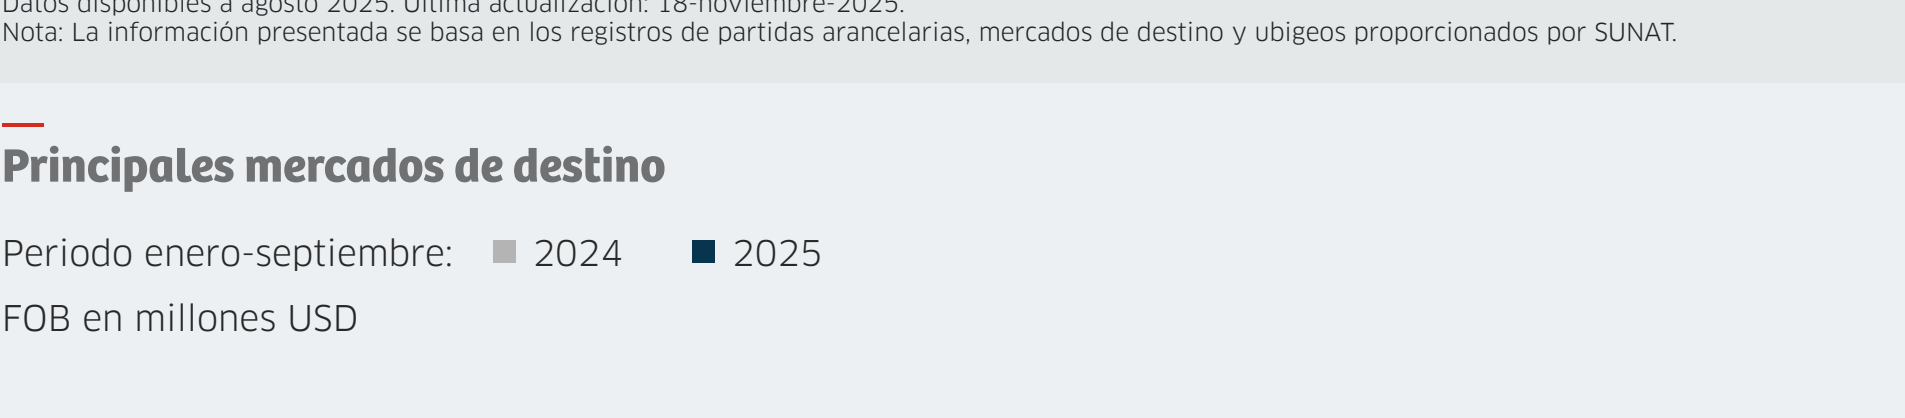 Datos disponibles a agosto 2025. Última actualización: 18-noviembre-2025.
Nota: La información presentada se basa en los registros de partidas arancelarias, mercados de destino y ubigeos proporcionados por SUNAT.
Principales mercados de destino
Periodo enero-septiembre: 2024 2025
FOB en millones USD